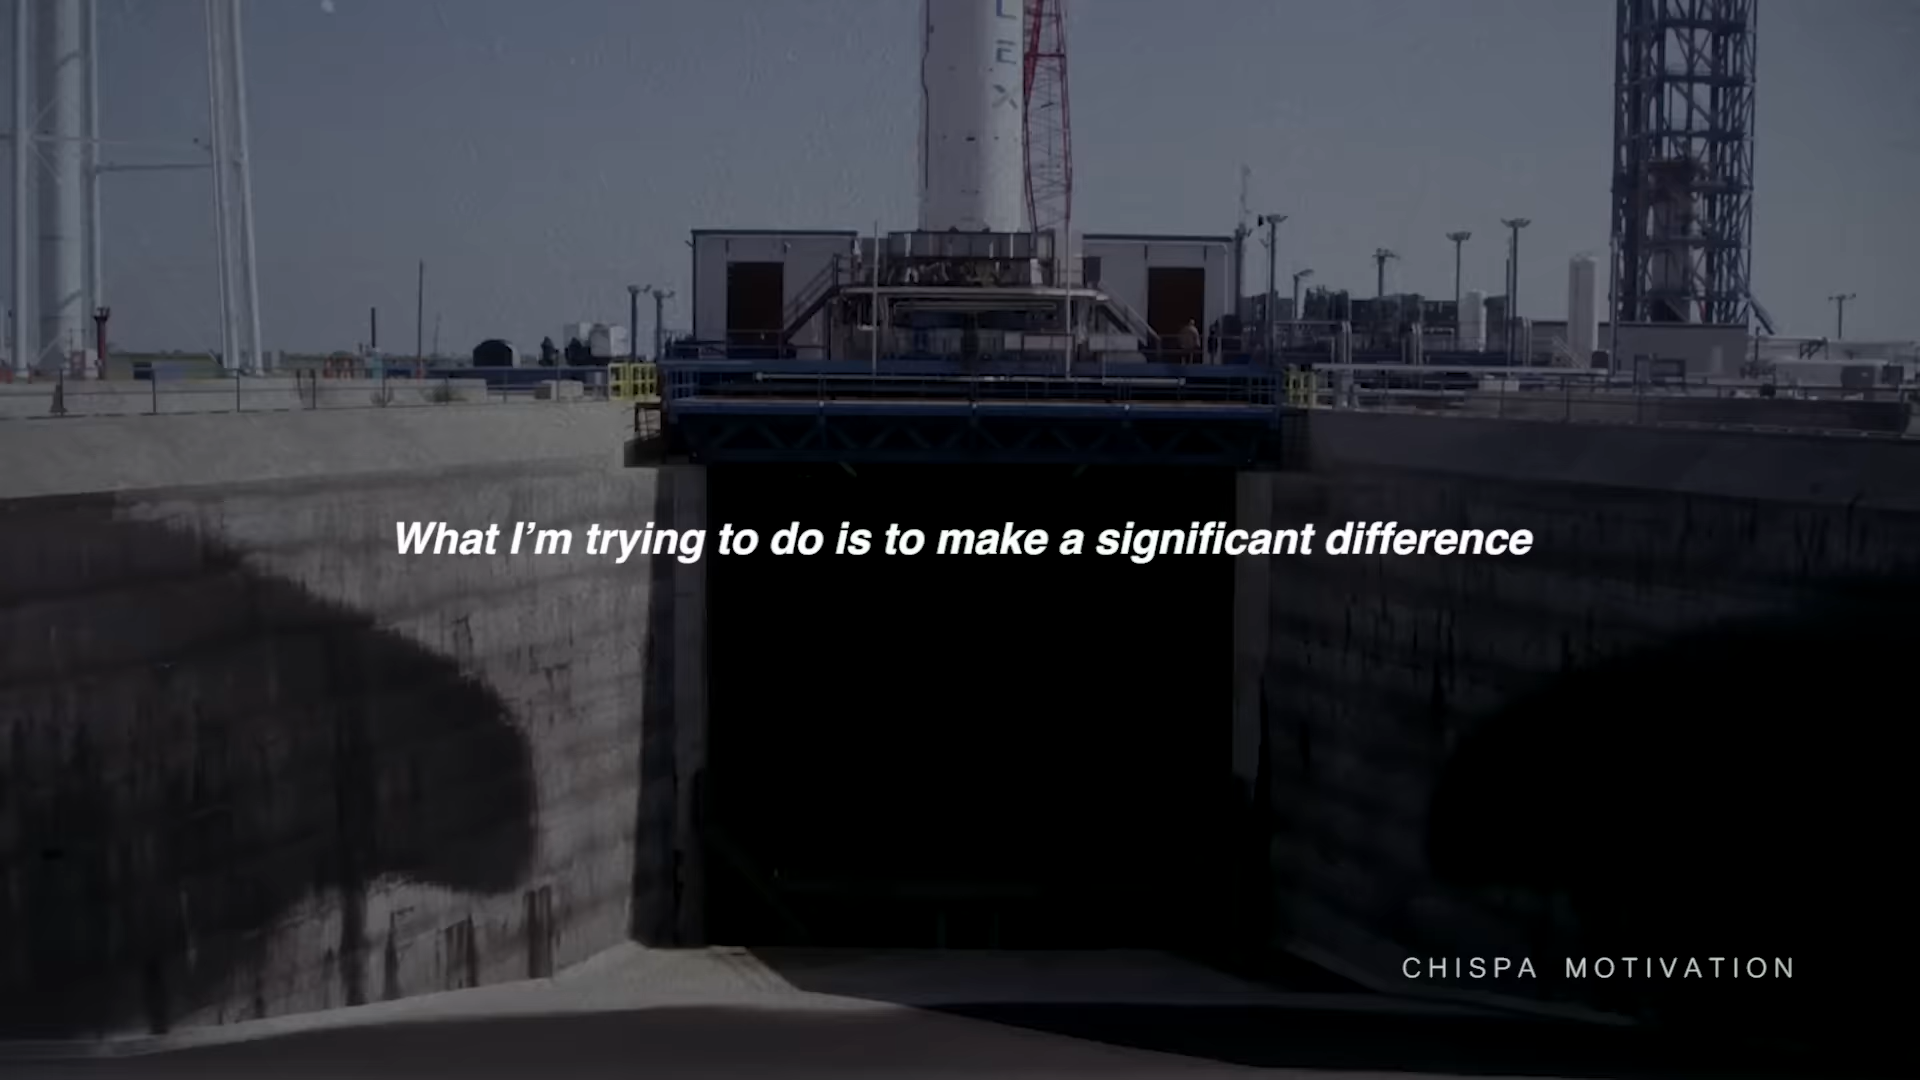 L
E
X
What I’m trying to do is to make a significant difference
CHISPA MOTIVATION